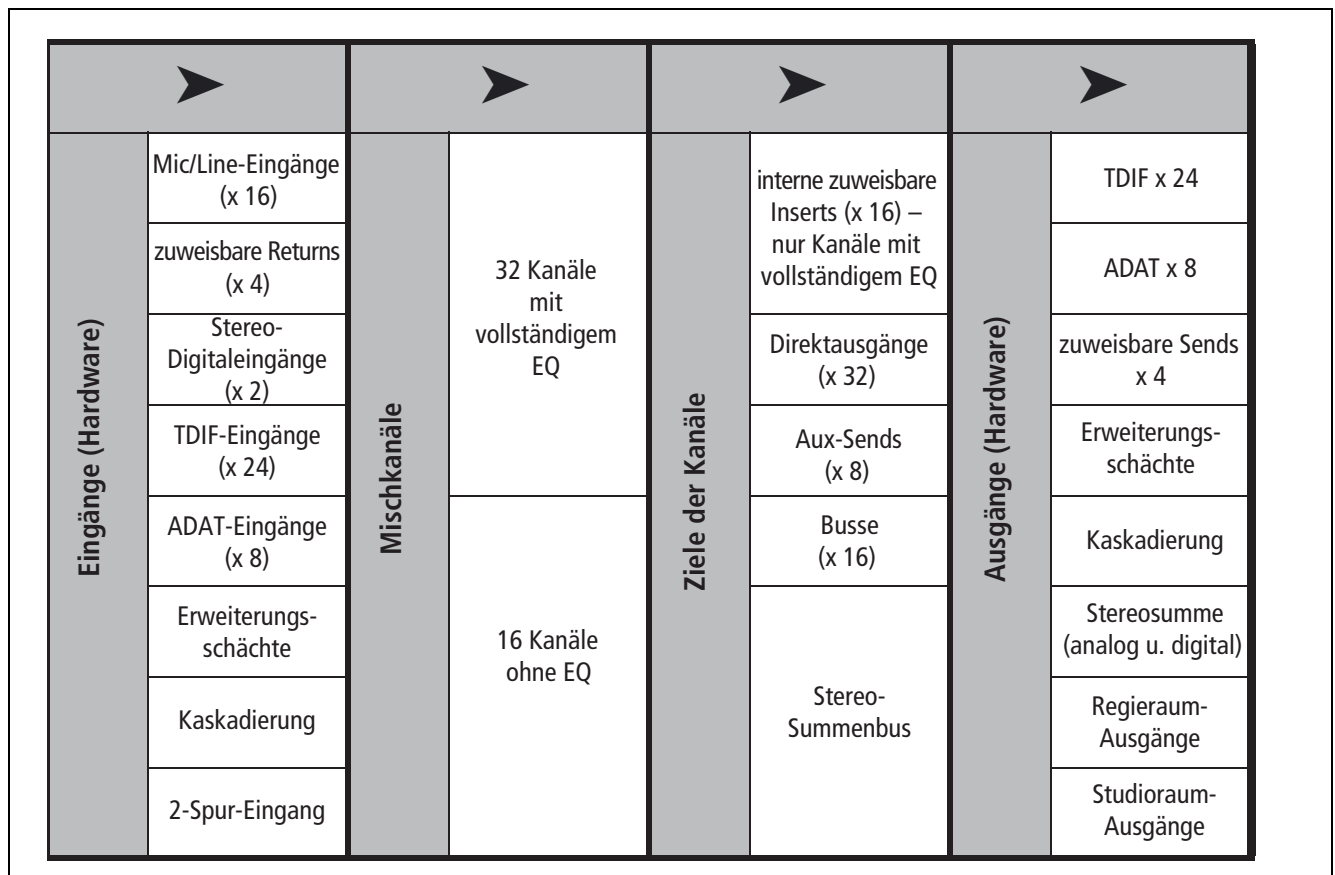 Eingänge (Hardware)
Mic/Line-Eingänge
(x 16)
zuweisbare Returns
(x 4)
Stereo-
Digitaleingänge
(x 2)
TDIF-Eingänge
(x 24)
ADAT-Eingänge
(x 8)
Erweiterungs-
schächte
Kaskadierung
2-Spur-Eingang
Mischkanäle
32 Kanäle
mit
vollständigem
EQ
16 Kanäle
ohne EQ
Ziele der Kanäle
interne zuweisbare
Inserts (x 16) –
nur Kanäle mit
vollständigem EQ
Direktausgänge
(x 32)
Aux-Sends
(x 8)
Busse
(x 16)
Stereo-
Summenbus
Ausgänge (Hardware)
TDIF x 24
ADAT x 8
zuweisbare Sends
x 4
Erweiterungs-
schächte
Kaskadierung
Stereosumme
(analog u. digital)
Regieraum-
Ausgänge
Studioraum-
Ausgänge